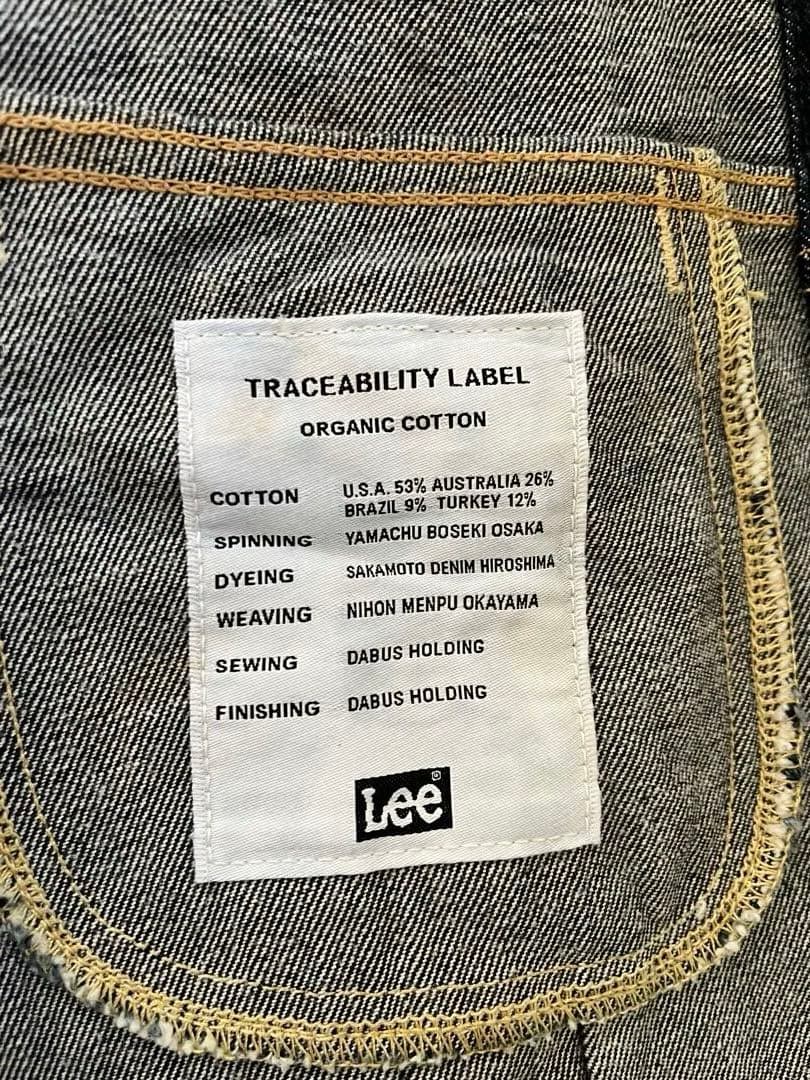 TRACEABILITY LABEL
ORGANIC COTTON
COTTON U.S.A. 53% AUSTRALIA 26%
BRAZIL 9% TURKEY 12%
SPINNING YAMACHU BOSEKI OSAKA
DYEING SAKAMOTO DENIM HIROSHIMA
WEAVING NIHON MENPU OKAYAMA
SEWING DABUS HOLDING
FINISHING DABUS HOLDING
Lee®